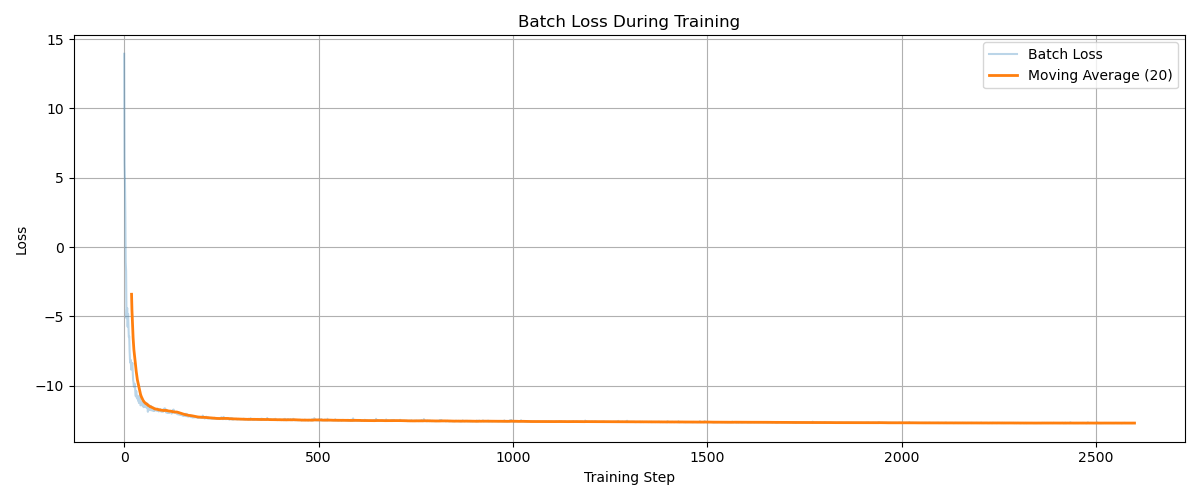 Batch Loss During Training
Batch Loss
Moving Average (20)
Loss
15
10
5
0
−5
−10
0
500
1000
1500
2000
2500
Training Step